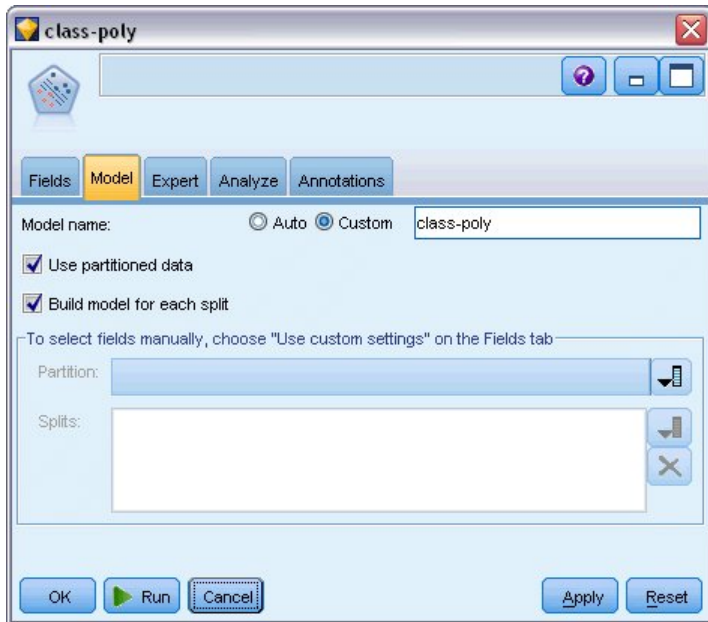 class-poly
Fields Model Expert Analyze Annotations
Model name: Auto Custom class-poly
Use partitioned data
Build model for each split
To select fields manually, choose "Use custom settings" on the Fields tab
Partition:
Splits:
OK Run Cancel Apply Reset